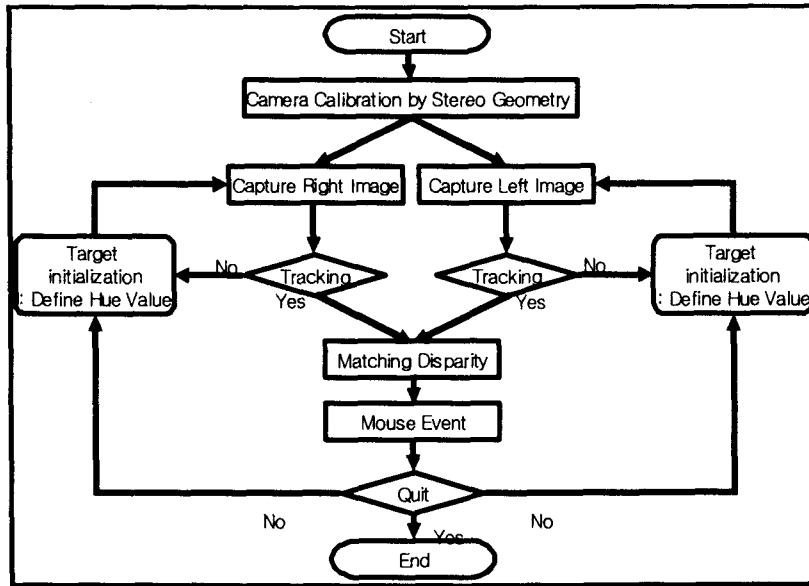 Start
Camera Calibration by Stereo Geometry
Capture Right Image
Capture Left Image
Target
initialization
: Define Hue Value
No
Tracking
Yes
Tracking
No
Yes
Target
initialization
: Define Hue Value
Matching Disparity
Mouse Event
Quit
No
Yes
No
End